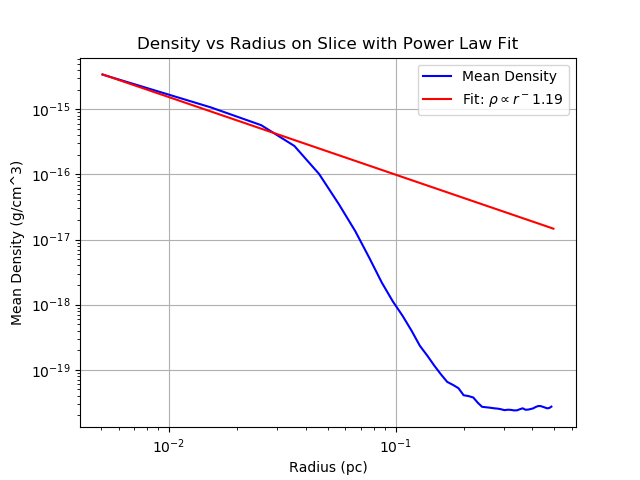 Density vs Radius on Slice with Power Law Fit
Mean Density
Fit: ρ ∝ r⁻1.19
Mean Density (g/cm^3)
10⁻¹⁵
10⁻¹⁶
10⁻¹⁷
10⁻¹⁸
10⁻¹⁹
10⁻² 10⁻¹
Radius (pc)